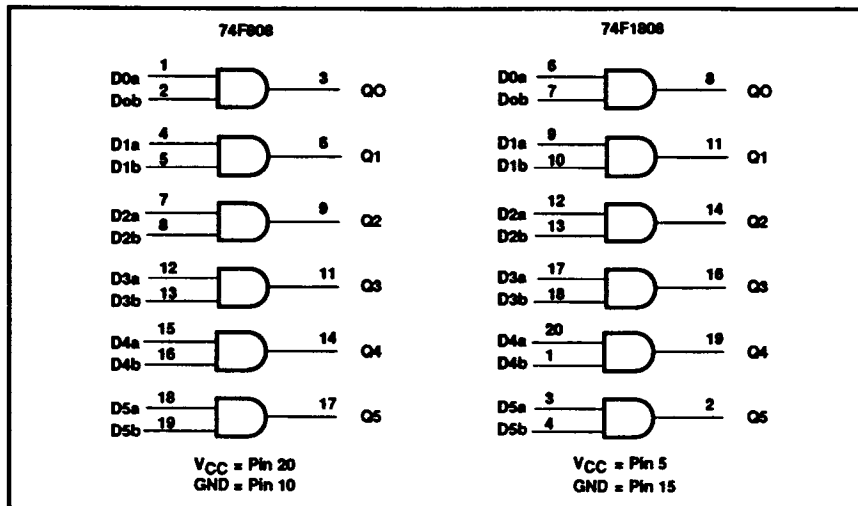 74F808
D0a 1
Dob 2
3 QO
D1a 4
D1b 5
6 Q1
D2a 7
D2b 8
9 Q2
D3a 12
D3b 13
11 Q3
D4a 15
D4b 16
14 Q4
D5a 18
D5b 19
17 Q5
VCC = Pin 20
GND = Pin 10
74F1808
D0a 6
Dob 7
8 QO
D1a 9
D1b 10
11 Q1
D2a 12
D2b 13
14 Q2
D3a 17
D3b 18
16 Q3
D4a 20
D4b 1
19 Q4
D5a 3
D5b 4
2 Q5
VCC = Pin 5
GND = Pin 15